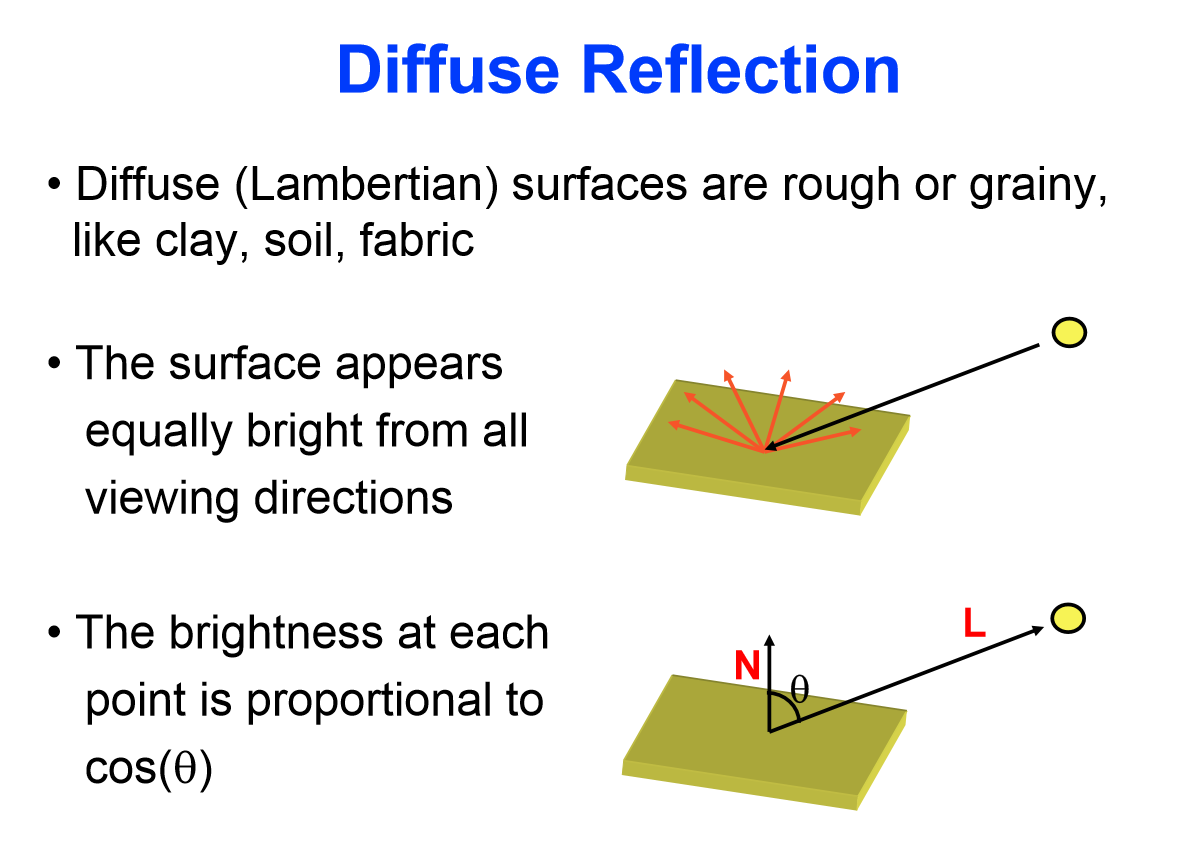 Diffuse Reflection
• Diffuse (Lambertian) surfaces are rough or grainy,
like clay, soil, fabric
• The surface appears
equally bright from all
viewing directions
• The brightness at each
point is proportional to
cos(θ)
L
N
θ